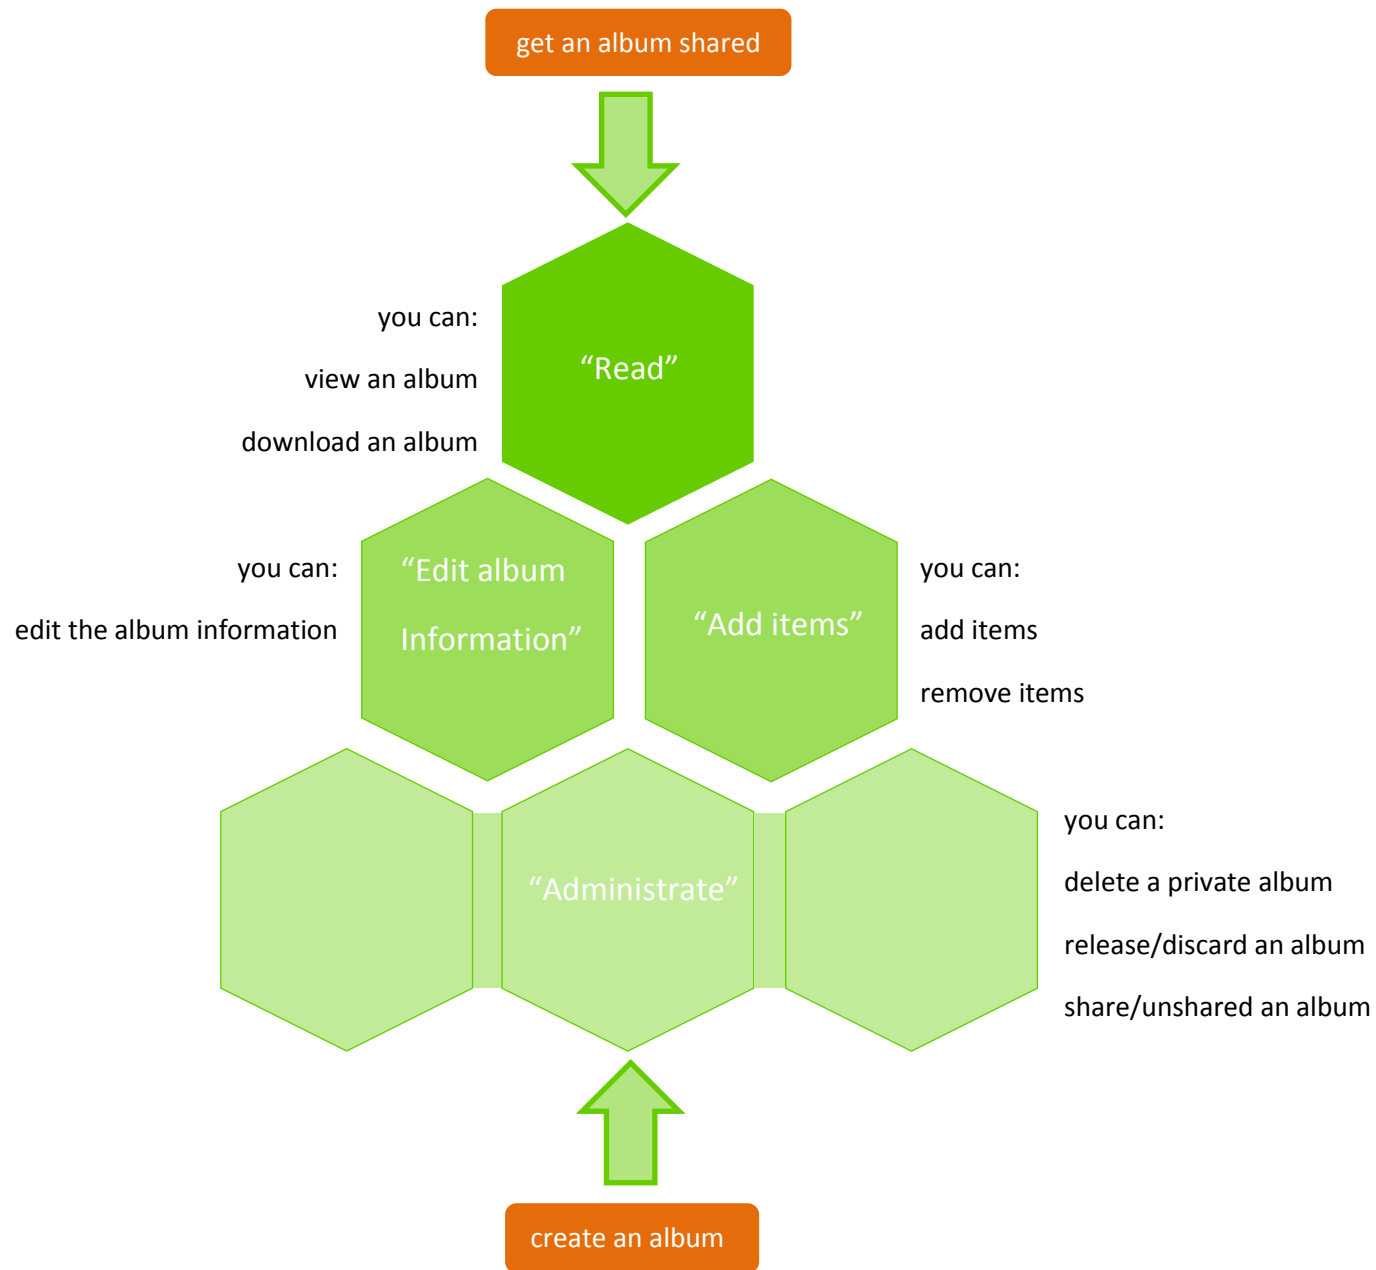 get an album shared
you can:
view an album
download an album
“Read”
you can:
edit the album information
“Edit album
Information”
“Add items”
you can:
add items
remove items
“Administrate”
you can:
delete a private album
release/discard an album
share/unshared an album
create an album